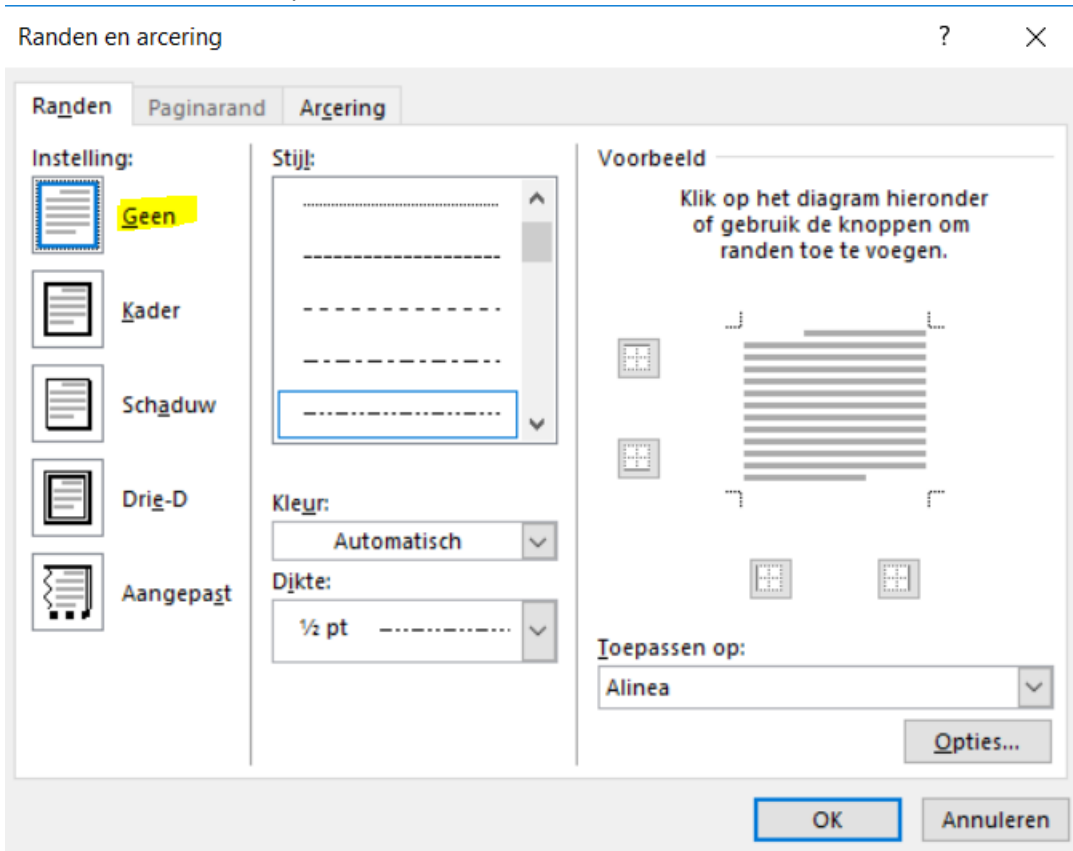 Randen en arcering
?
Randen
Paginarand
Arcering
Instelling:
Geen
Kader
Schaduw
Drie-D
Aangepast
Stijl:
Kleur:
Automatisch
Dikte:
½ pt
Voorbeeld
Klik op het diagram hieronder
of gebruik de knoppen om
randen toe te voegen.
Toepassen op:
Alinea
Opties...
OK
Annuleren